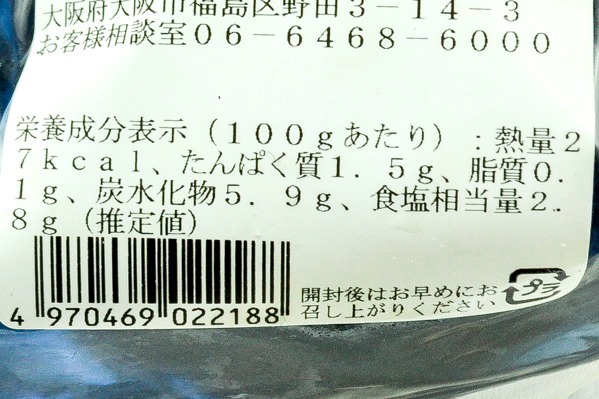 大阪府大阪市福島区野田３－１４－３
お客様相談室０６－６４６８－６０００
栄養成分表示（１００ｇあたり）：熱量２
７ｋｃａｌ、たんぱく質１．５ｇ、脂質０．
１ｇ、炭水化物５．９ｇ、食塩相当量２．
８ｇ（推定値）
開封後はお早めにお
召し上がりください
プラ
4 970469 022188